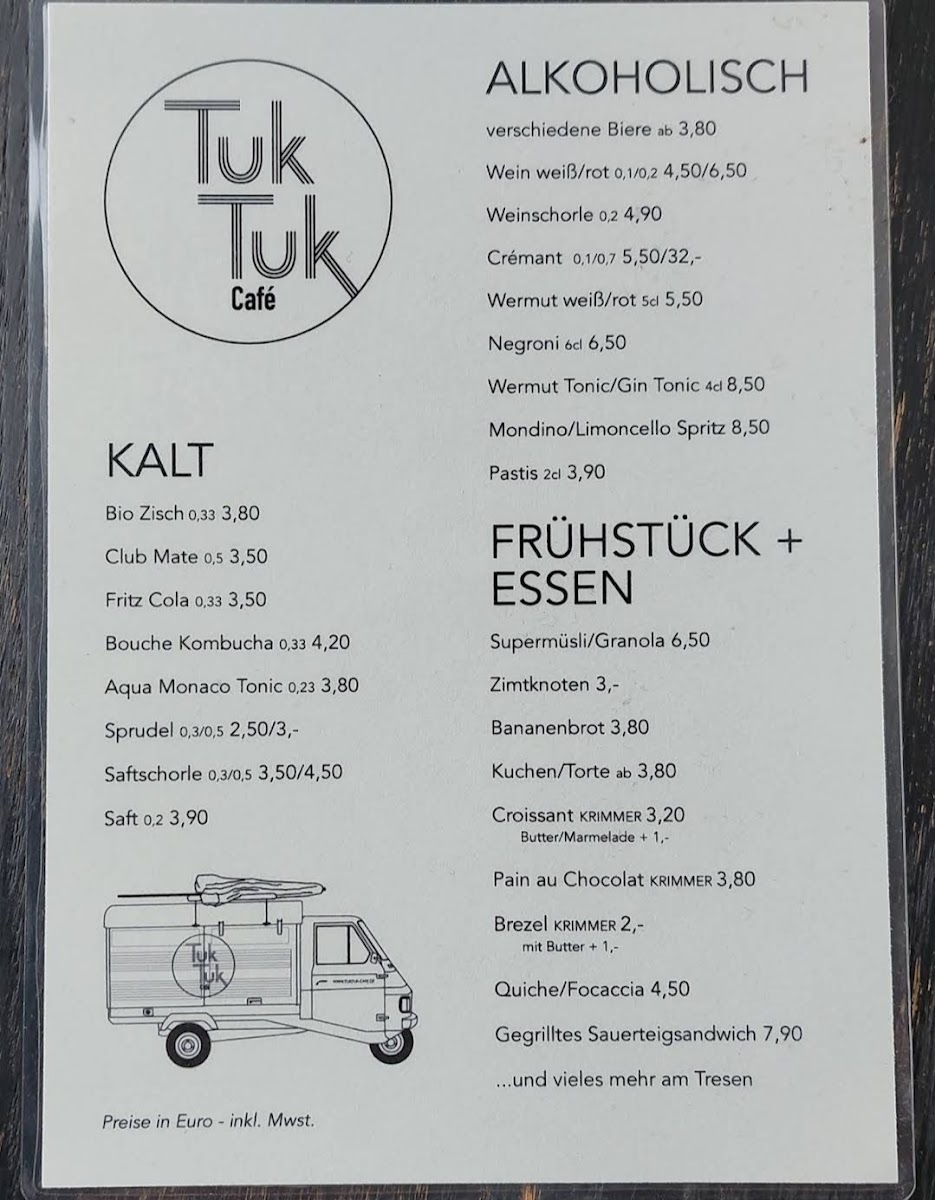 Tuk
Tuk
Café
KALT
Bio Zisch 0,33 3,80
Club Mate 0,5 3,50
Fritz Cola 0,33 3,50
Bouche Kombucha 0,33 4,20
Aqua Monaco Tonic 0,23 3,80
Sprudel 0,3/0,5 2,50/3,-
Saftschorle 0,3/0,5 3,50/4,50
Saft 0,2 3,90
Tuk
Tuk
Preise in Euro - inkl. Mwst.
ALKOHOLISCH
verschiedene Biere ab 3,80
Wein weiß/rot 0,1/0,2 4,50/6,50
Weinschorle 0,2 4,90
Crémant 0,1/0,7 5,50/32,-
Wermut weiß/rot 5cl 5,50
Negroni 6cl 6,50
Wermut Tonic/Gin Tonic 4cl 8,50
Mondino/Limoncello Spritz 8,50
Pastis 2cl 3,90
FRÜHSTÜCK +
ESSEN
Supermüsli/Granola 6,50
Zimtknoten 3,-
Bananenbrot 3,80
Kuchen/Torte ab 3,80
Croissant KRIMMER 3,20
Butter/Marmelade + 1,-
Pain au Chocolat KRIMMER 3,80
Brezel KRIMMER 2,-
mit Butter + 1,-
Quiche/Focaccia 4,50
Gegrilltes Sauerteigsandwich 7,90
...und vieles mehr am Tresen